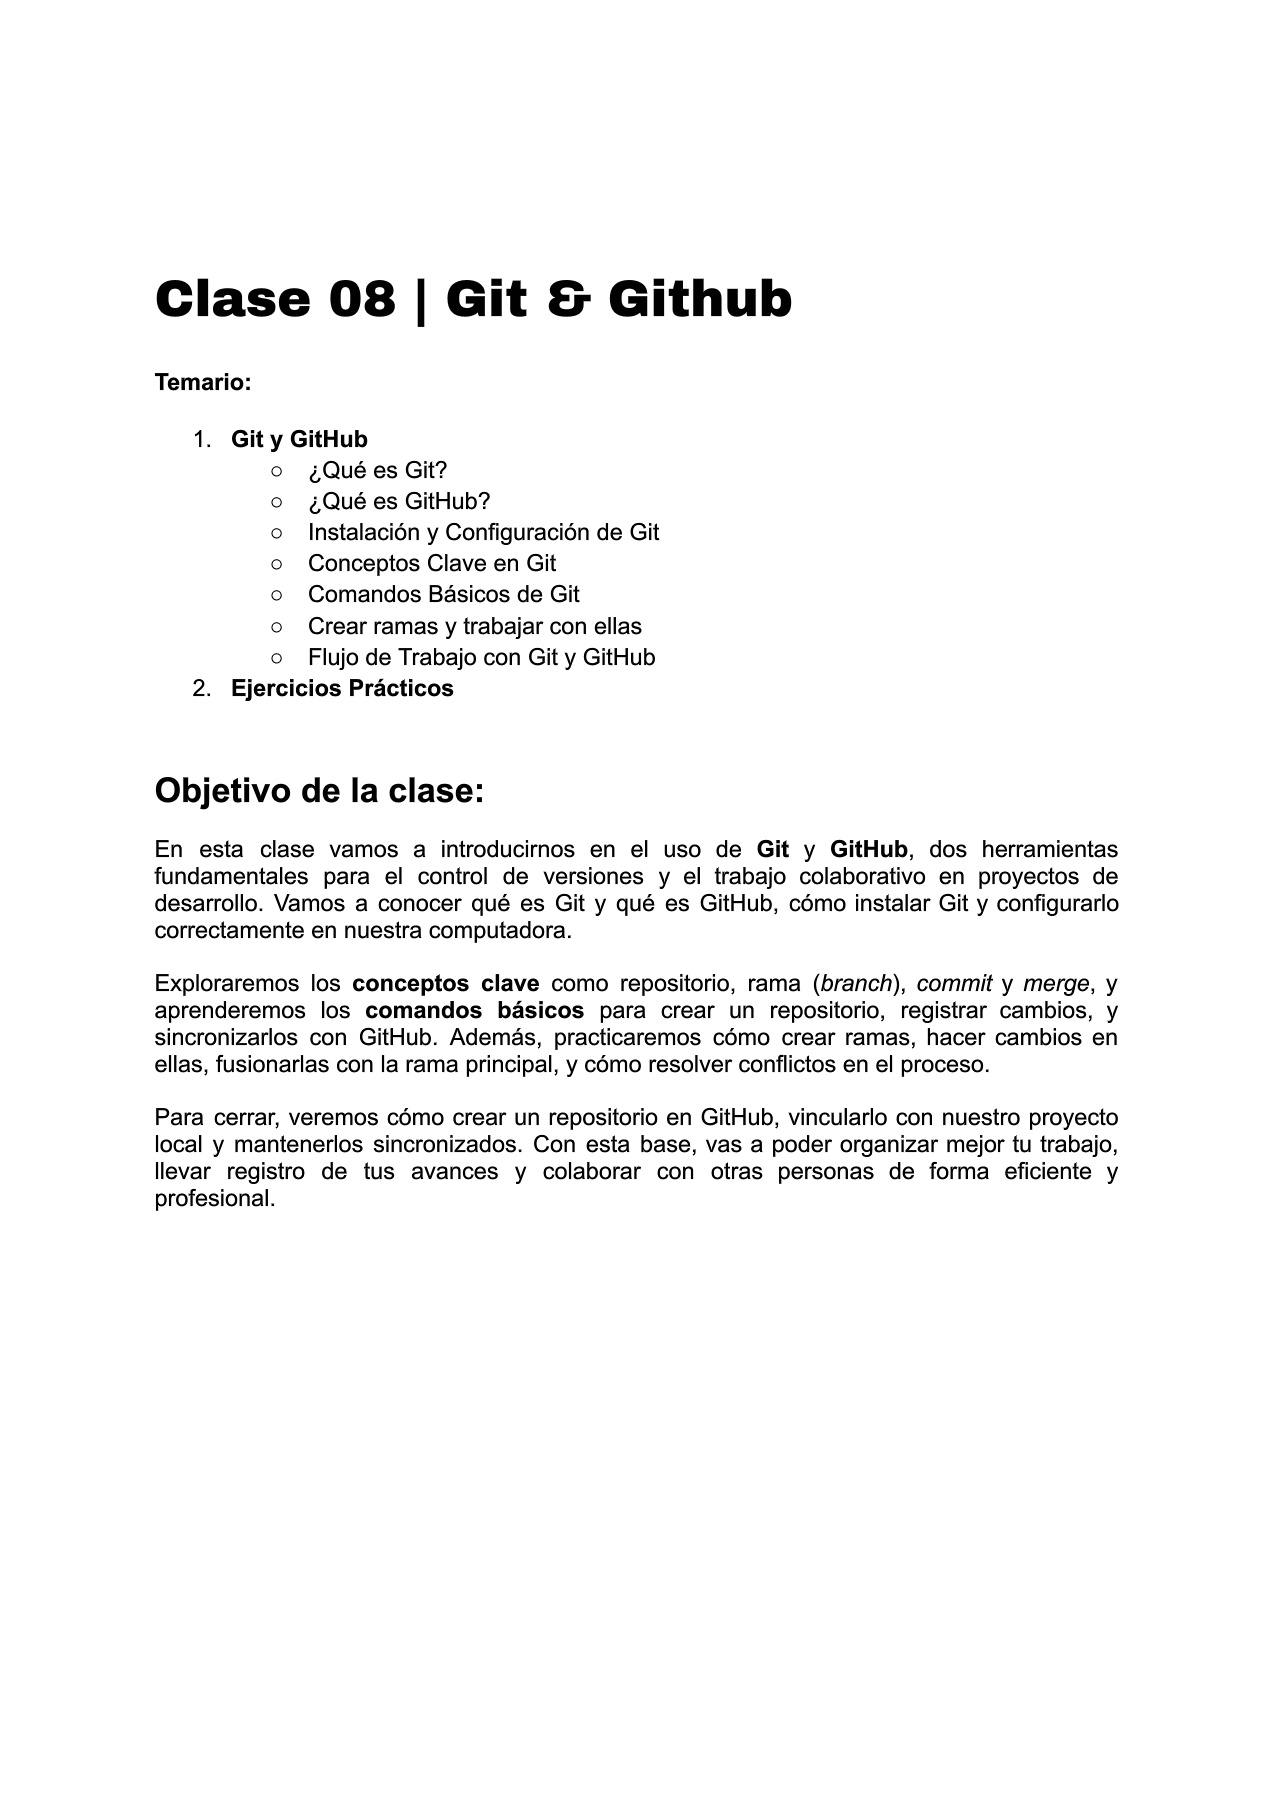 Clase 08 | Git & Github
Temario:
1. Git y GitHub
○ ¿Qué es Git?
○ ¿Qué es GitHub?
○ Instalación y Configuración de Git
○ Conceptos Clave en Git
○ Comandos Básicos de Git
○ Crear ramas y trabajar con ellas
○ Flujo de Trabajo con Git y GitHub
2. Ejercicios Prácticos
Objetivo de la clase:
En esta clase vamos a introducirnos en el uso de Git y GitHub, dos herramientas
fundamentales para el control de versiones y el trabajo colaborativo en proyectos de
desarrollo. Vamos a conocer qué es Git y qué es GitHub, cómo instalar Git y configurarlo
correctamente en nuestra computadora.
Exploraremos los conceptos clave como repositorio, rama (branch), commit y merge, y
aprenderemos los comandos básicos para crear un repositorio, registrar cambios, y
sincronizarlos con GitHub. Además, practicaremos cómo crear ramas, hacer cambios en
ellas, fusionarlas con la rama principal, y cómo resolver conflictos en el proceso.
Para cerrar, veremos cómo crear un repositorio en GitHub, vincularlo con nuestro proyecto
local y mantenerlos sincronizados. Con esta base, vas a poder organizar mejor tu trabajo,
llevar registro de tus avances y colaborar con otras personas de forma eficiente y
profesional.